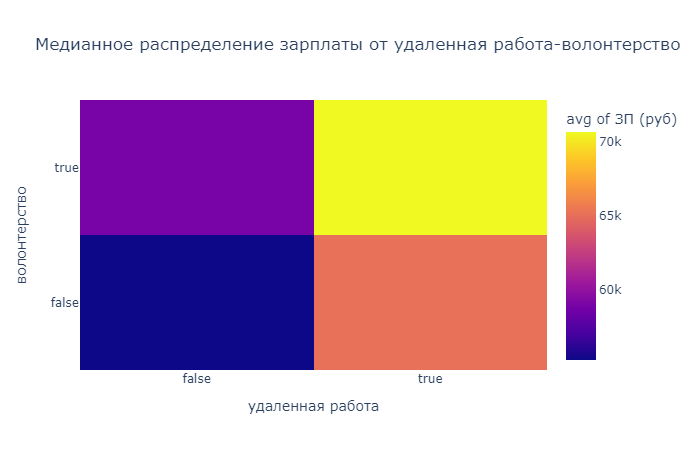 Медианное распределение зарплаты от удаленная работа-волонтерство
avg of ЗП (руб)
70k
65k
60k
true
false
волонтерство
false
true
удаленная работа